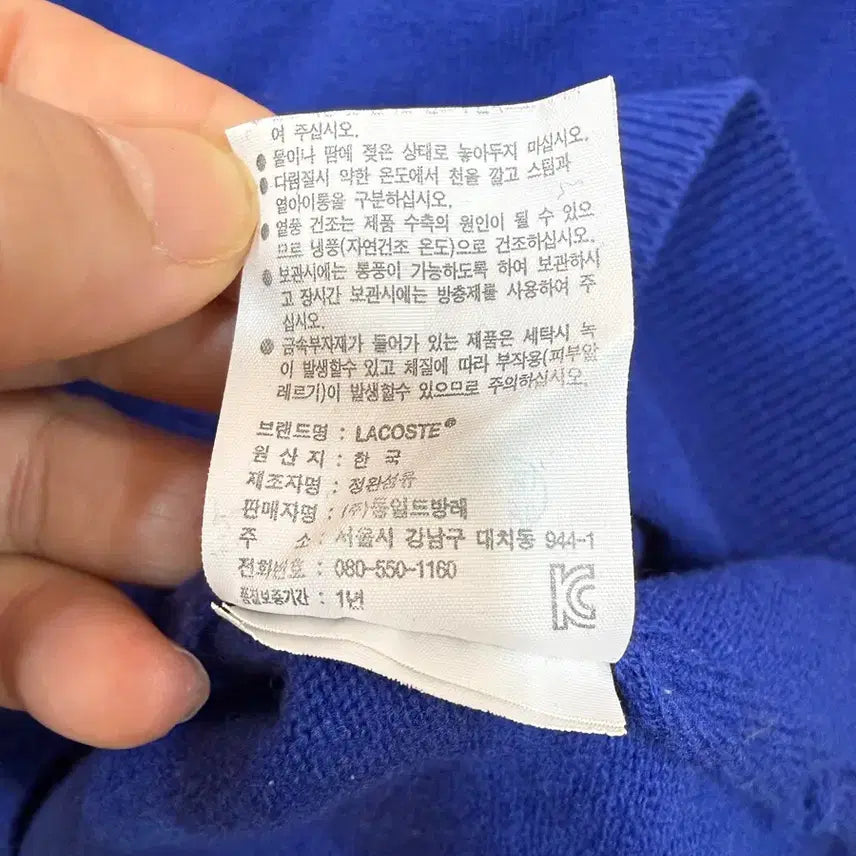 여 주십시오.
● 물이나 땀에 젖은 상태로 놓아두지 마십시오.
● 다림질시 약한 온도에서 천을 깔고 스팀과
열아이롱을 구분하십시오.
● 열풍 건조는 제품 수축의 원인이 될 수 있으
므로 냉풍(자연건조 온도)으로 건조하십시오.
● 보관시에는 통풍이 가능하도록 하여 보관하시
고 장시간 보관시에는 방충제를 사용하여 주
십시오.
● 금속부자재가 들어가 있는 제품은 세탁시 녹
이 발생할수 있고 체질에 따라 부작용(피부알
레르기)이 발생할수 있으므로 주의하십시오.
브랜드명 : LACOSTE®
원 산 지 : 한 국
제조자명 : 정완섬유
판매자명 : (주)동일드방레
주 소 : 서울시 강남구 대치동 944-1
전화번호 : 080-550-1160
품질보증기간 : 1년